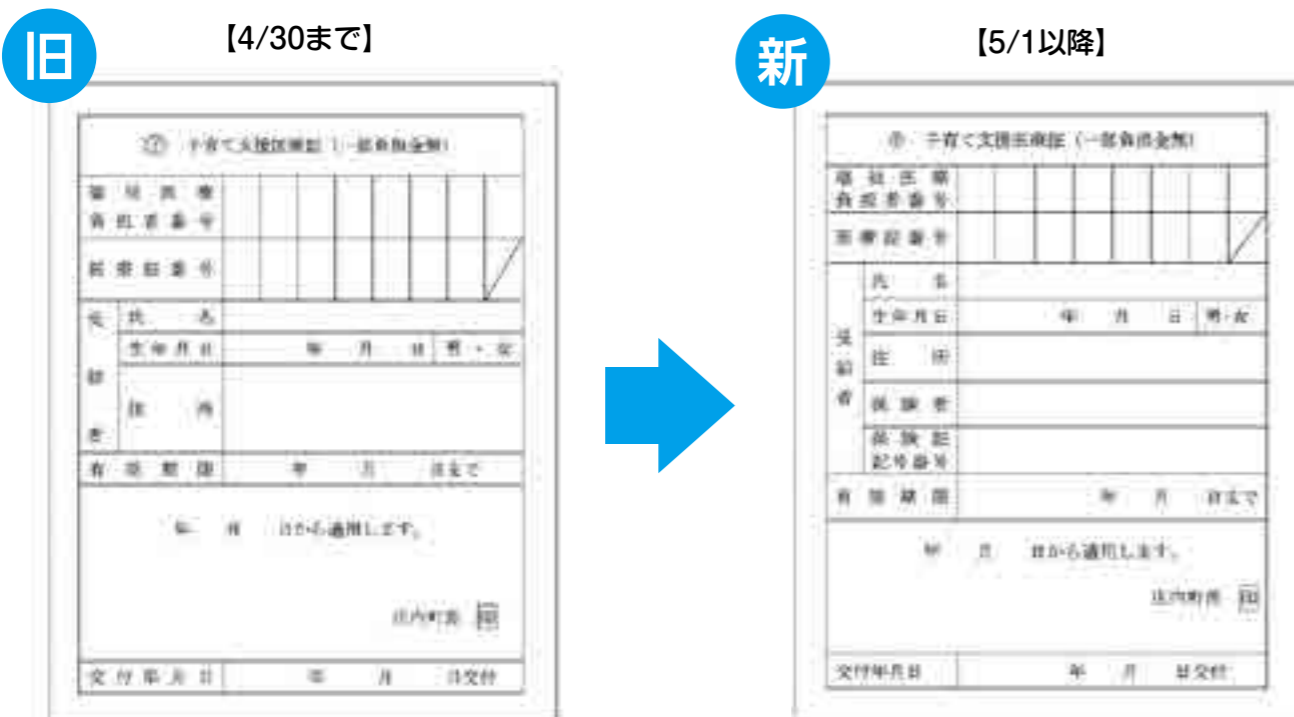 旧
【4/30まで】
子育て支援医療証（一部負担金無）
福祉医療
負担者番号
医療証番号
受給者
氏名
生年月日
年 月 日 男・女
住所
有効期限
年 月 日まで
年 月 日から適用します。
庄内町長 印
交付年月日
年 月 日交付
新
【5/1以降】
子育て支援医療証（一部負担金無）
福祉医療
負担者番号
医療証番号
受給者
氏名
生年月日
年 月 日 男・女
住所
保険者
保険証
記号番号
有効期限
年 月 日まで
年 月 日から適用します。
庄内町長 印
交付年月日
年 月 日交付